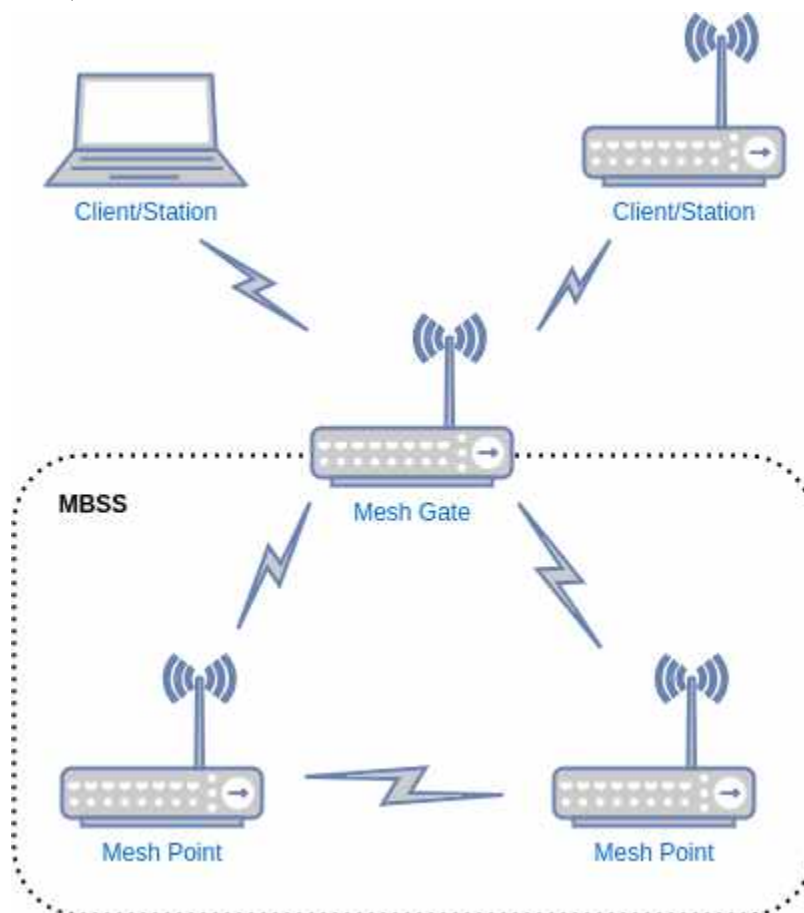 Client/Station
Client/Station
MBSS
Mesh Gate
Mesh Point
Mesh Point